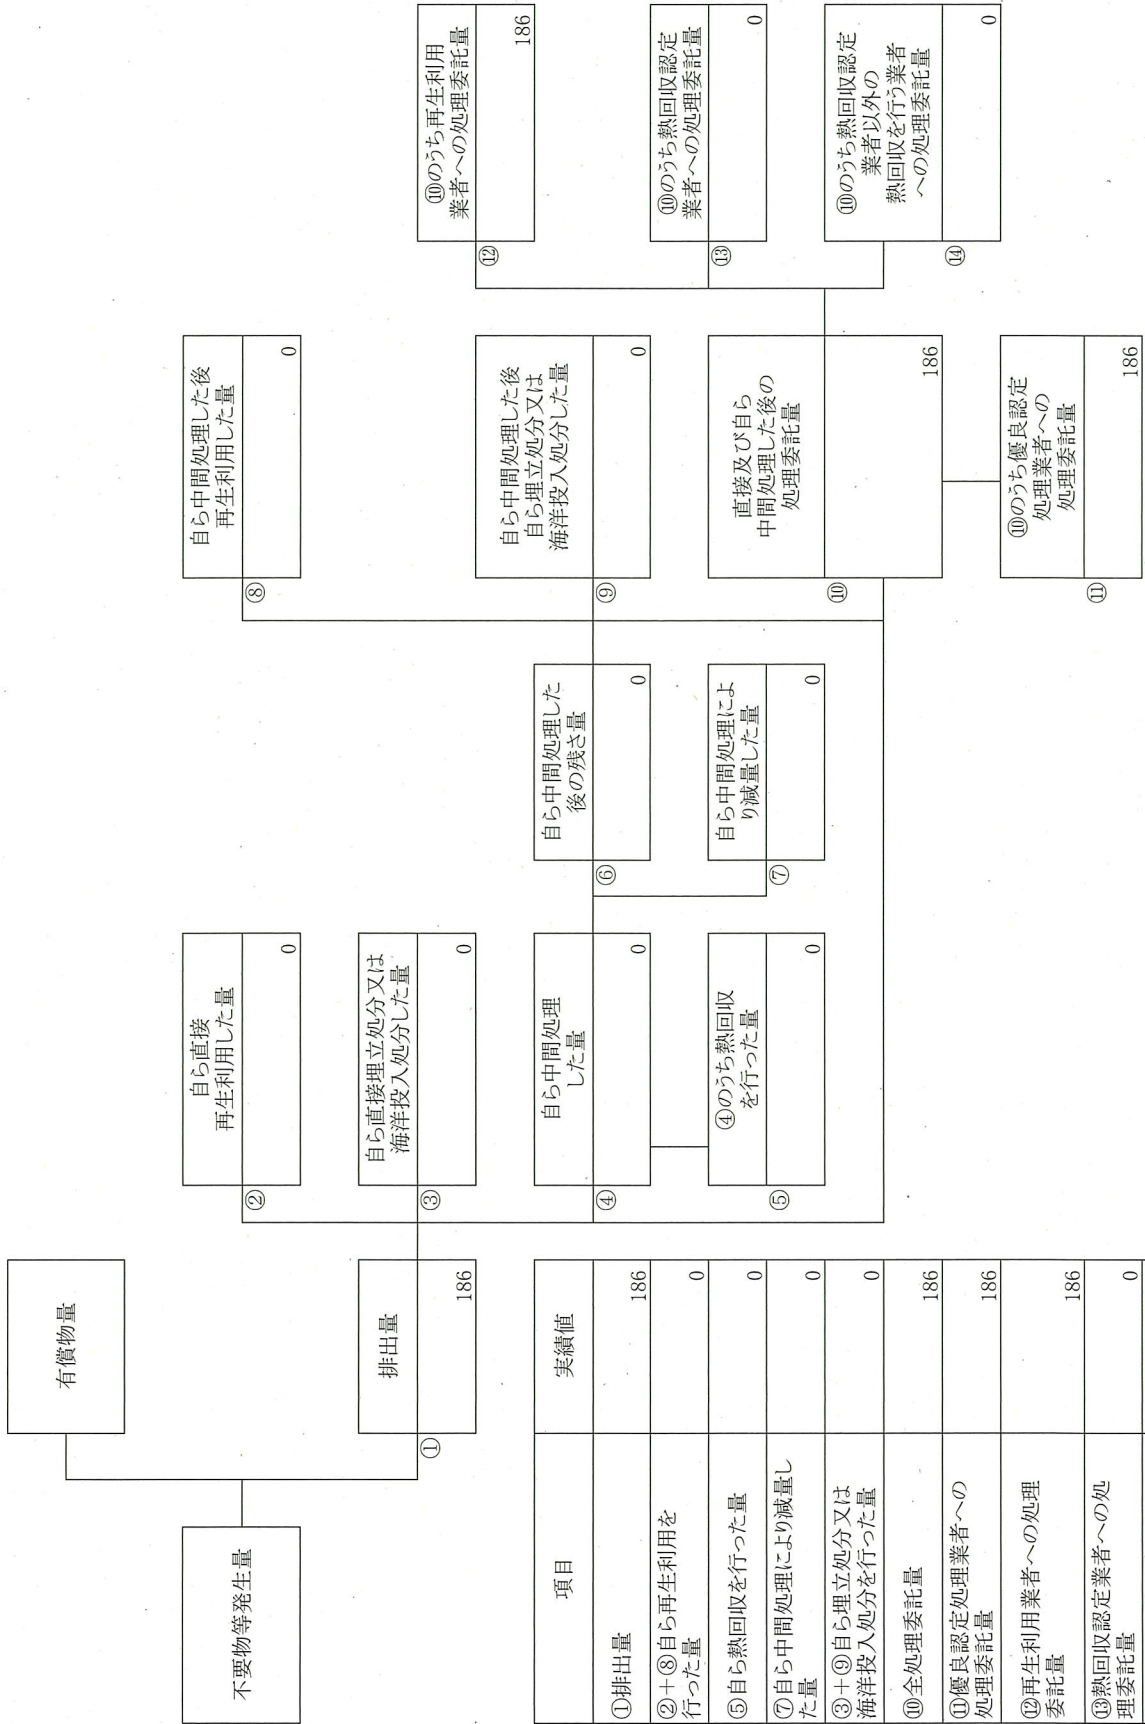 不要物等発生量
有償物量
①
排出量
186
②
自ら直接
再生利用した量
0
③
自ら直接埋立処分又は
海洋投入処分した量
0
④
自ら中間処理
した量
0
⑤
④のうち熱回収
を行った量
0
⑥
自ら中間処理した
後の残さ量
0
⑦
自ら中間処理によ
り減量した量
0
⑧
自ら中間処理した後
再生利用した量
0
⑨
自ら中間処理した後
自ら埋立処分又は
海洋投入処分した量
0
⑩
直接及び自ら
中間処理した後の
処理委託量
186
⑪
⑩のうち優良認定
処理業者への
処理委託量
186
⑫
⑩のうち再生利用
業者への処理委託量
186
⑬
⑩のうち熱回収認定
業者への処理委託量
0
⑭
⑩のうち熱回収認定
業者以外の
熱回収を行う業者
への処理委託量
0
項目 実績値
①排出量 186
②+⑧自ら再生利用を
行った量 0
⑤自ら熱回収を行った量 0
⑦自ら中間処理により減量し
た量 0
③+⑨自ら埋立処分又は
海洋投入処分を行った量 0
⑩全処理委託量 186
⑪優良認定処理業者への
処理委託量 186
⑫再生利用業者への処理
委託量 186
⑬熱回収認定業者への処
理委託量 0